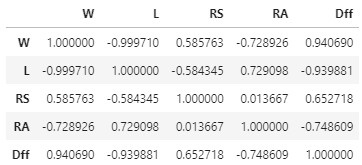 W L RS RA Dff
W 1.000000 -0.999710 0.585763 -0.728926 0.940690
L -0.999710 1.000000 -0.584345 0.729098 -0.939881
RS 0.585763 -0.584345 1.000000 0.013667 0.652718
RA -0.728926 0.729098 0.013667 1.000000 -0.748609
Dff 0.940690 -0.939881 0.652718 -0.748609 1.000000